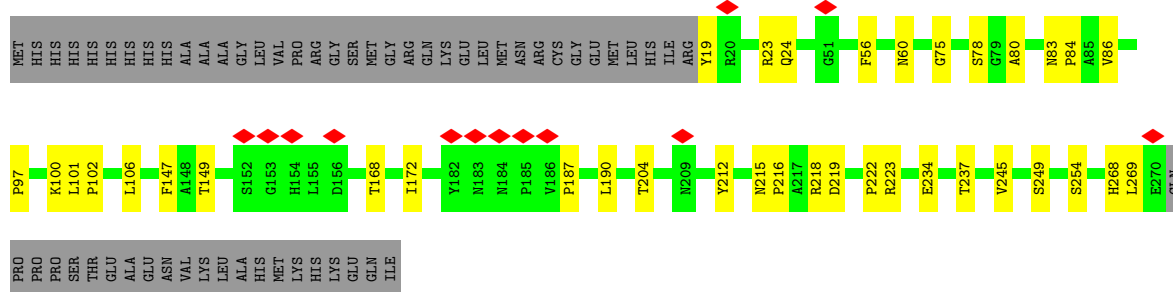 MET HIS HIS HIS HIS HIS HIS HIS HIS HIS HIS ALA ALA ALA GLY LEU VAL PRO ARG GLY SER MET GLY ARG GLN LYS GLU LEU MET ASN ARG CYS GLY GLU MET LEU HIS ILE ARG Y19 R20 R23 Q24 G51 F56 N60 G75 S78 G79 A80 N83 P84 A85 V86
P97 K100 L101 P102 L106 F147 A148 T149 S152 G153 H154 L155 D156 T168 I172 Y182 N183 N184 P185 V186 P187 L190 T204 N209 Y212 N215 P216 A217 R218 D219 P222 R223 E234 T237 V245 S249 S254 H268 L269 E270 GLN
PRO PRO PRO SER THR GLU ALA GLU ASN VAL LYS LEU ALA HIS MET LYS HIS LYS GLU GLN ILE